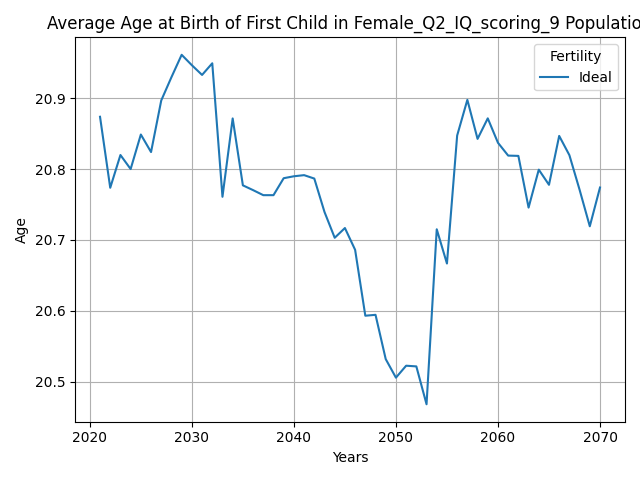 Average Age at Birth of First Child in Female_Q2_IQ_scoring_9 Populatio
Fertility
Ideal
Age
20.9
20.8
20.7
20.6
20.5
2020 2030 2040 2050 2060 2070
Years